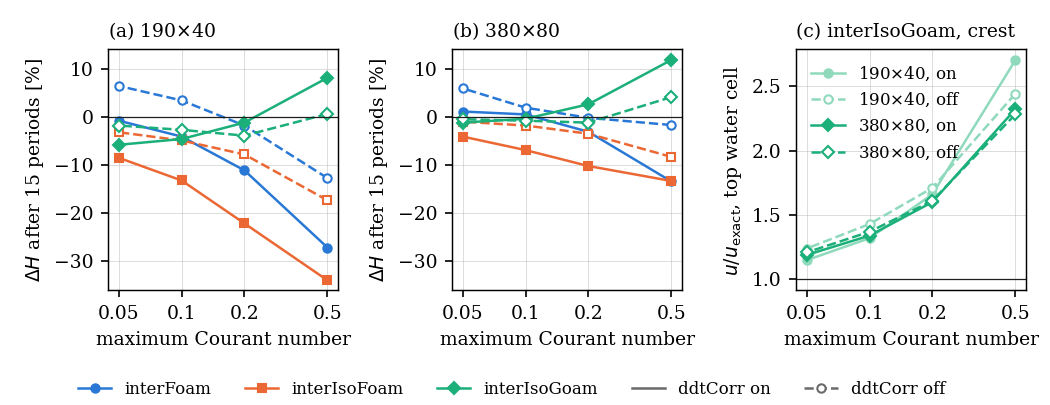 (a) 190×40
(b) 380×80
(c) interIsoGoam, crest
ΔH after 15 periods [%]
10
0
−10
−20
−30
0.05 0.1 0.2 0.5
maximum Courant number
ΔH after 15 periods [%]
10
0
−10
−20
−30
0.05 0.1 0.2 0.5
maximum Courant number
u/uexact, top water cell
2.5
2.0
1.5
1.0
190×40, on
190×40, off
380×80, on
380×80, off
0.05 0.1 0.2 0.5
maximum Courant number
interFoam interIsoFoam interIsoGoam ddtCorr on ddtCorr off